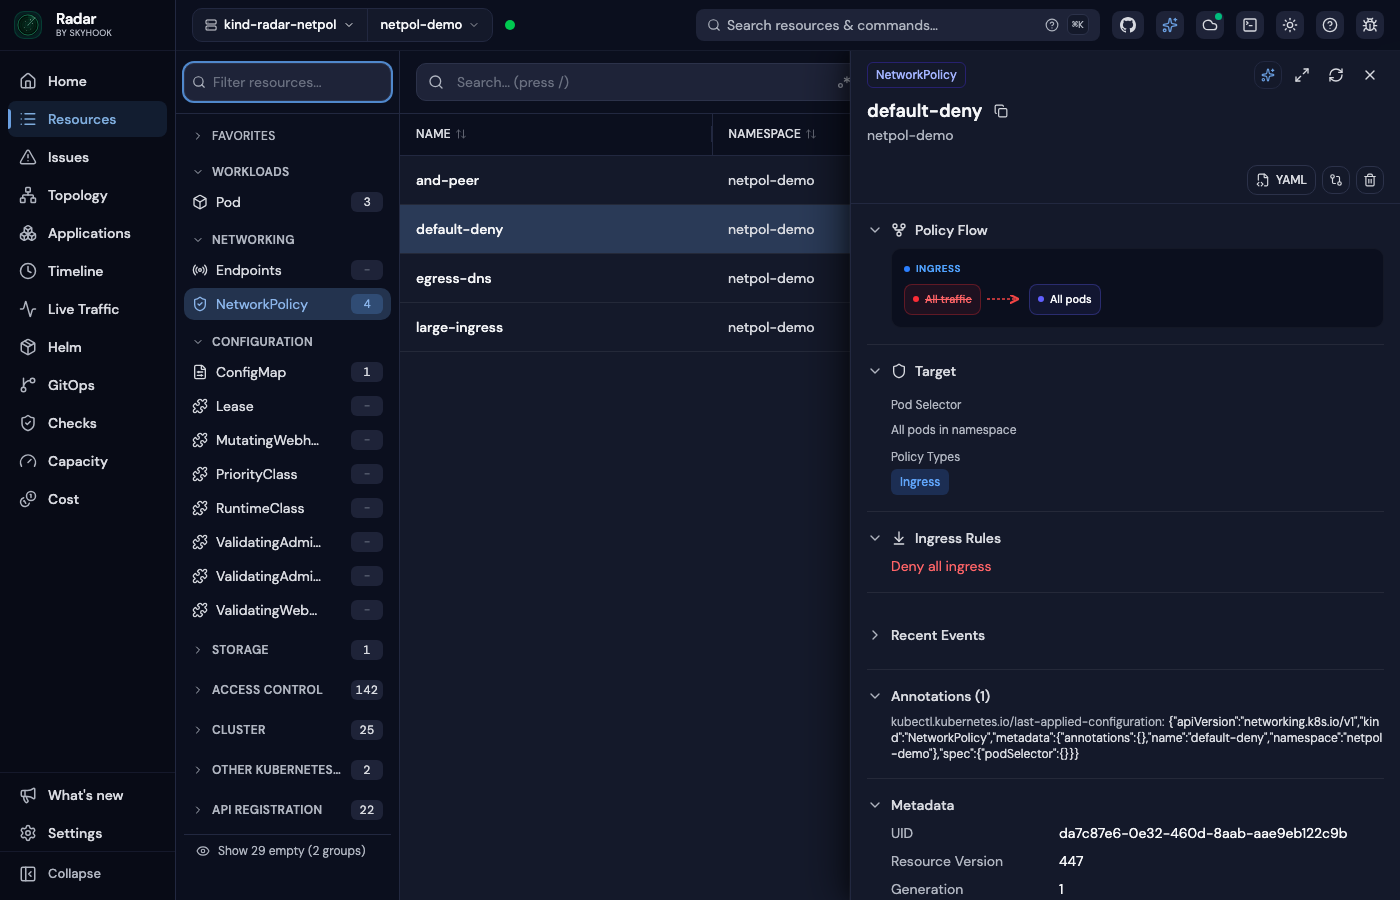 Radar
BY SKYHOOK
kind-radar-netpol
netpol-demo
Search resources & commands...
⌘K
Home
Resources
Issues
Topology
Applications
Timeline
Live Traffic
Helm
GitOps
Checks
Capacity
Cost
What's new
Settings
Collapse
Filter resources...
FAVORITES
WORKLOADS
Pod 3
NETWORKING
Endpoints –
NetworkPolicy 4
CONFIGURATION
ConfigMap 1
Lease –
MutatingWebh... –
PriorityClass –
RuntimeClass –
ValidatingAdmi... –
ValidatingAdmi... –
ValidatingWeb... –
STORAGE 1
ACCESS CONTROL 142
CLUSTER 25
OTHER KUBERNETES... 2
API REGISTRATION 22
Show 29 empty (2 groups)
Search... (press /)
.*
NAME NAMESPACE
and-peer netpol-demo
default-deny netpol-demo
egress-dns netpol-demo
large-ingress netpol-demo
NetworkPolicy
default-deny
netpol-demo
YAML
Policy Flow
INGRESS
All traffic All pods
Target
Pod Selector
All pods in namespace
Policy Types
Ingress
Ingress Rules
Deny all ingress
Recent Events
Annotations (1)
kubectl.kubernetes.io/last-applied-configuration: {"apiVersion":"networking.k8s.io/v1","kin
d":"NetworkPolicy","metadata":{"annotations":{},"name":"default-deny","namespace":"netpol
-demo"},"spec":{"podSelector":{}}}
Metadata
UID da7c87e6-0e32-460d-8aab-aae9eb122c9b
Resource Version 447
Generation 1